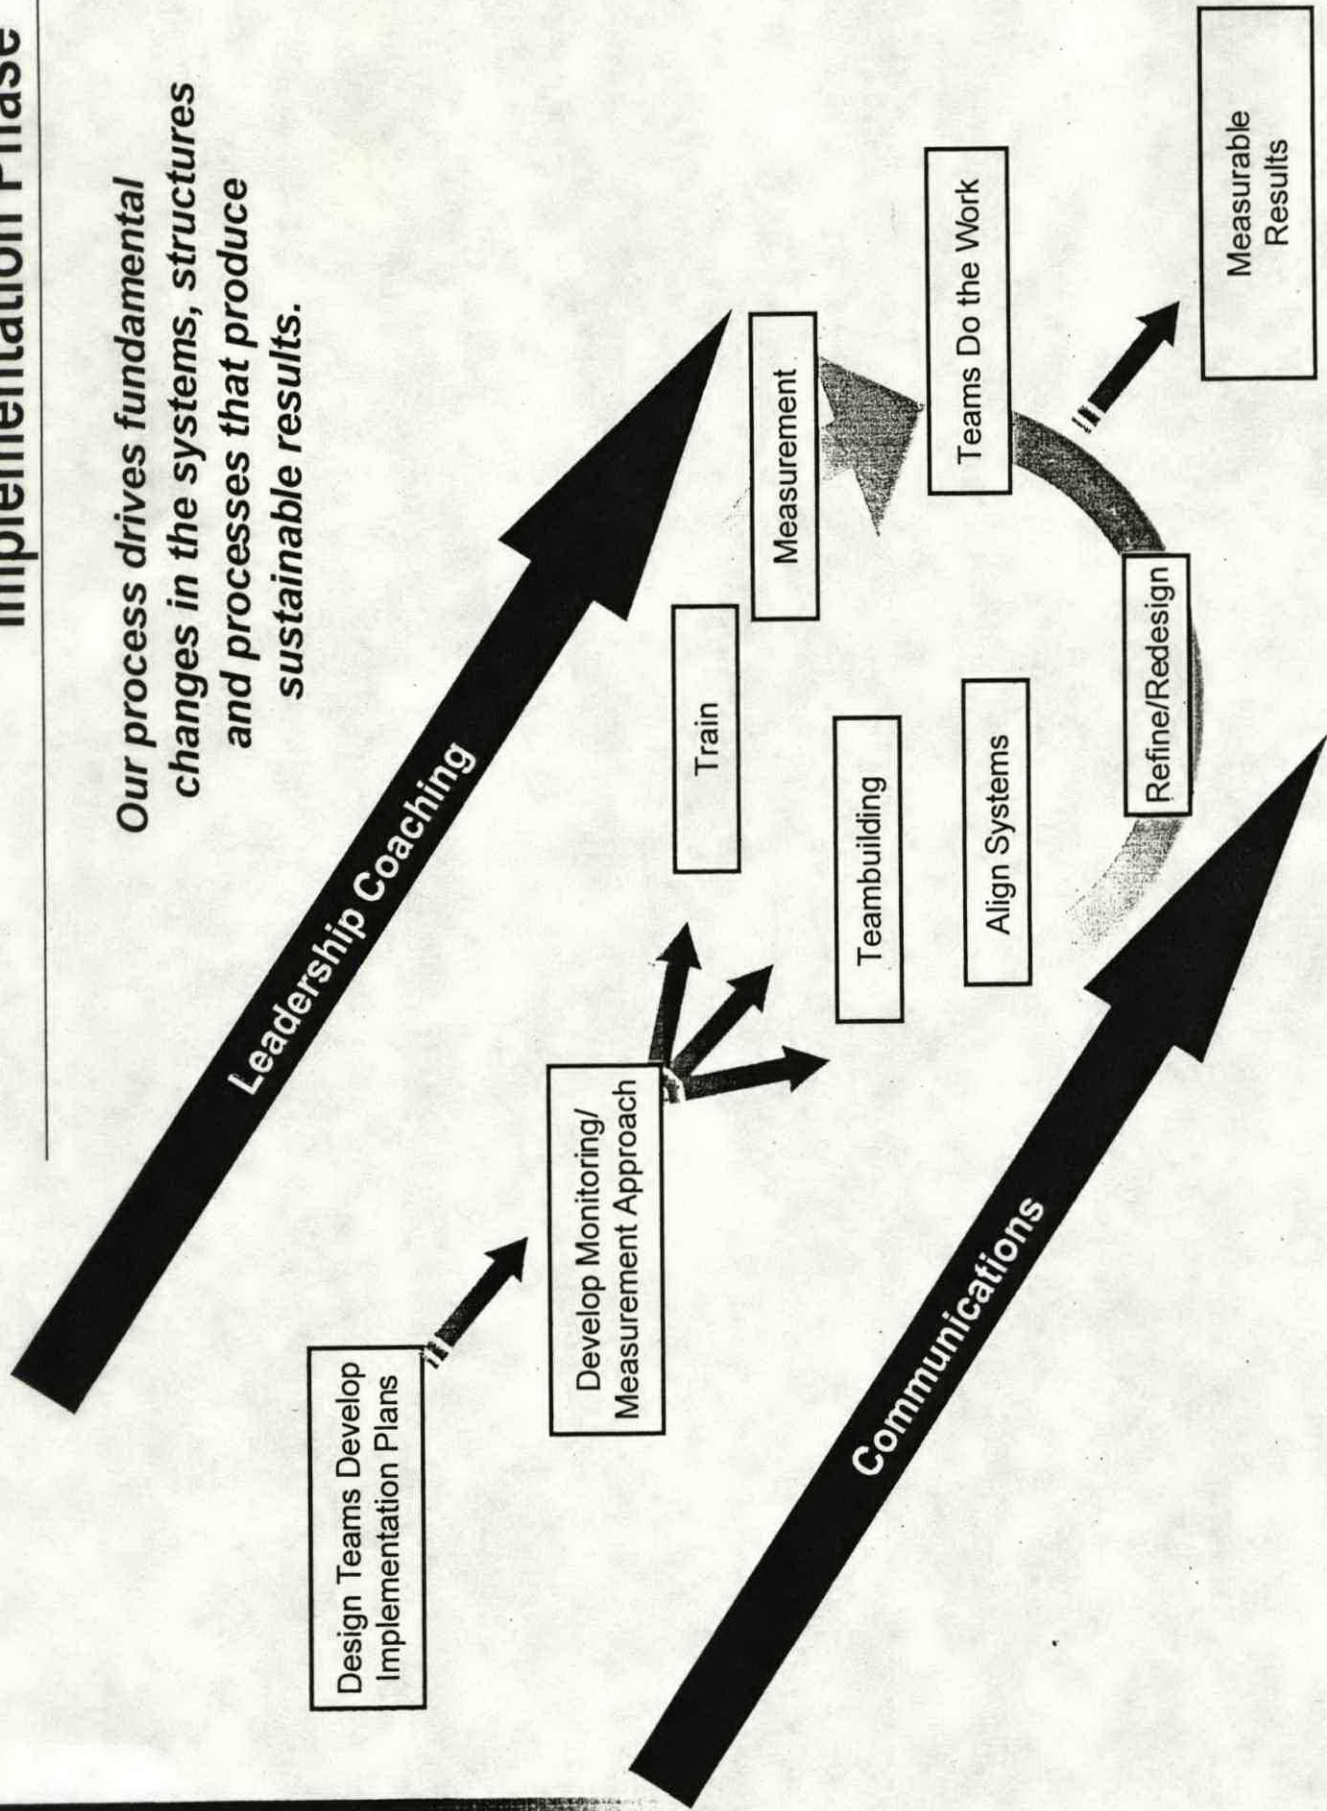 Implementation Phase
Our process drives fundamental
changes in the systems, structures
and processes that produce
sustainable results.
Leadership Coaching
Design Teams Develop
Implementation Plans
Develop Monitoring/
Measurement Approach
Train
Teambuilding
Align Systems
Measurement
Teams Do the Work
Refine/Redesign
Measurable
Results
Communications